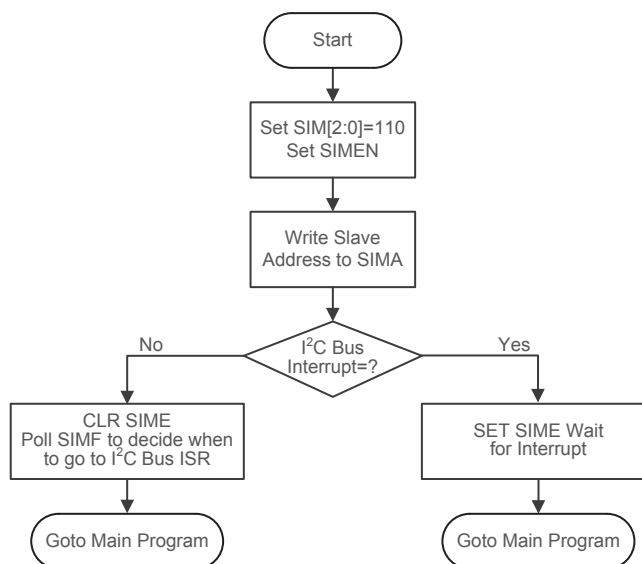 Start
Set SIM[2:0]=110
Set SIMEN
Write Slave
Address to SIMA
I²C Bus
Interrupt=?
No
Yes
CLR SIME
Poll SIMF to decide when
to go to I²C Bus ISR
SET SIME Wait
for Interrupt
Goto Main Program
Goto Main Program